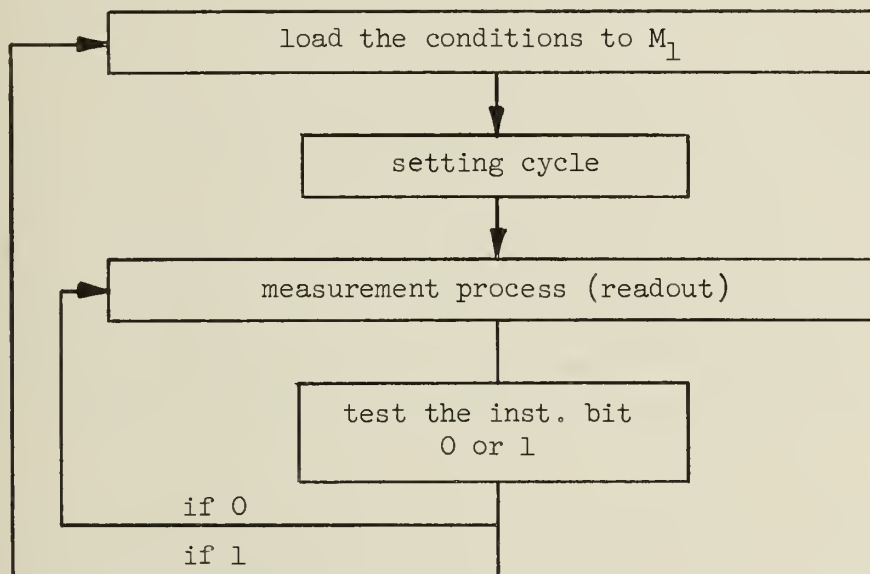 load the conditions to M1
setting cycle
measurement process (readout)
test the inst. bit
0 or 1
if 0
if 1